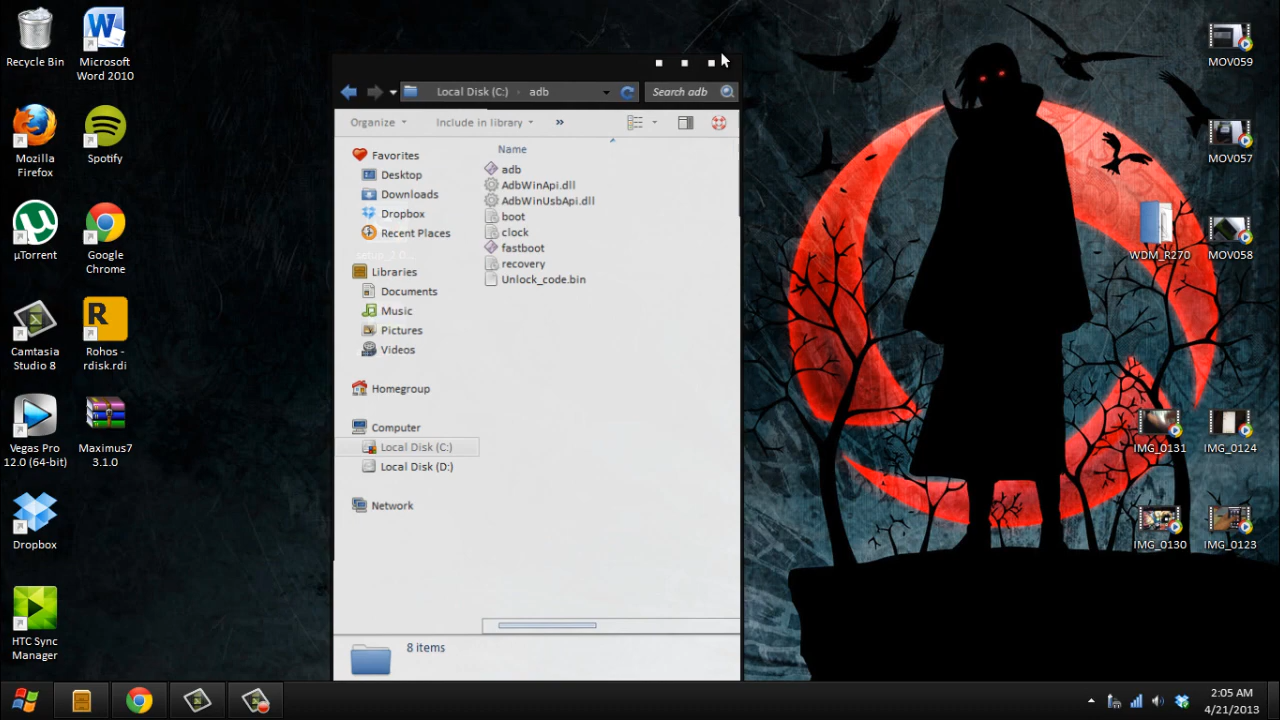 Recycle Bin
Microsoft
Word 2010
Mozilla
Firefox
Spotify
µTorrent
Google
Chrome
Camtasia
Studio 8
Rohos -
rdisk.rdi
Vegas Pro
12.0 (64-bit)
Maximus7
3.1.0
Dropbox
HTC Sync
Manager
Local Disk (C:)
adb
Search adb
Organize
Include in library
»
Favorites
Desktop
Downloads
Dropbox
Recent Places
Libraries
Documents
Music
Pictures
Videos
Homegroup
Computer
Local Disk (C:)
Local Disk (D:)
Network
Name
adb
AdbWinApi.dll
AdbWinUsbApi.dll
boot
clock
fastboot
recovery
Unlock_code.bin
8 items
MOV059
MOV057
WDM_R270
MOV058
IMG_0131
IMG_0124
IMG_0130
IMG_0123
2:05 AM
4/21/2013